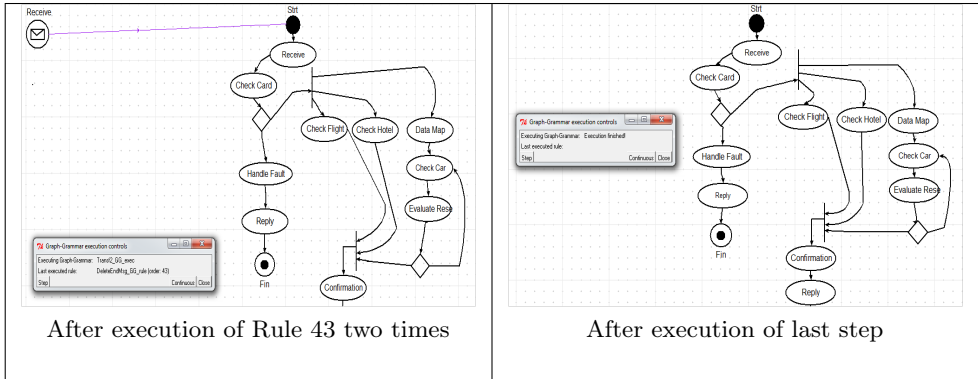 Receive
Strt
Receive
Check Card
Check Flight
Check Hotel
Data Map
Check Car
Handle Fault
Evaluate Rese
Reply
Fin
Confirmation
Graph-Grammar execution controls
Executing Graph-Grammar: Transf2_GG_exec
Last executed rule: DeleteEndMsg_GG_rule (order: 43)
Step Continuous Close
After execution of Rule 43 two times
Strt
Receive
Check Card
Check Flight
Check Hotel
Data Map
Graph-Grammar execution controls
Executing Graph-Grammar: Execution finished!
Last executed rule:
Step Continuous Close
Handle Fault
Check Car
Reply
Evaluate Rese
Fin
Confirmation
Reply
After execution of last step